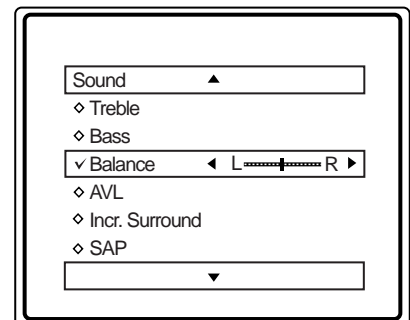 Sound
Treble
Bass
Balance L R
AVL
Incr. Surround
SAP